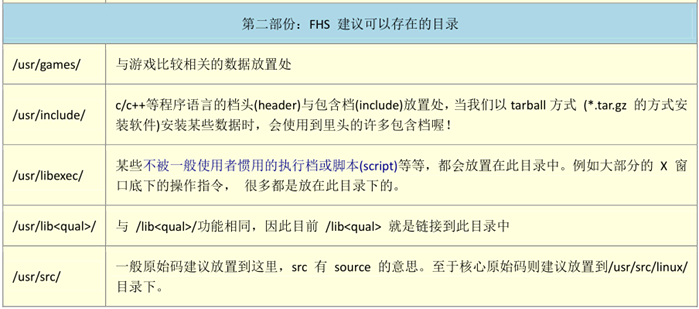 第二部份：FHS 建议可以存在的目录
/usr/games/ 与游戏比较相关的数据放置处
/usr/include/ c/c++等程序语言的档头(header)与包含档(include)放置处，当我们以 tarball 方式 (*.tar.gz 的方式安
装软件)安装某些数据时，会使用到里头的许多包含档喔！
/usr/libexec/ 某些不被一般使用者惯用的执行档或脚本(script)等等，都会放置在此目录中。例如大部分的 X 窗
口底下的操作指令， 很多都是放在此目录下的。
/usr/lib<qual>/ 与 /lib<qual>/功能相同，因此目前 /lib<qual> 就是链接到此目录中
/usr/src/ 一般原始码建议放置到这里，src 有 source 的意思。至于核心原始码则建议放置到/usr/src/linux/
目录下。